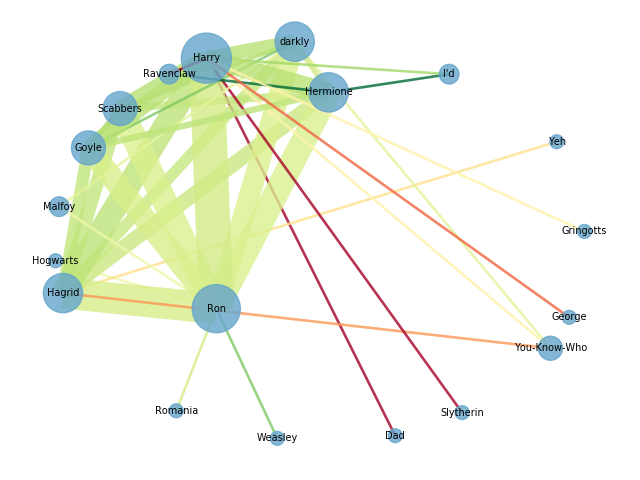 darkly
Harry
Ravenclaw
I'd
Hermione
Scabbers
Yeh
Goyle
Malfoy
Gringotts
Hogwarts
Hagrid
Ron
George
You-Know-Who
Romania
Slytherin
Dad
Weasley